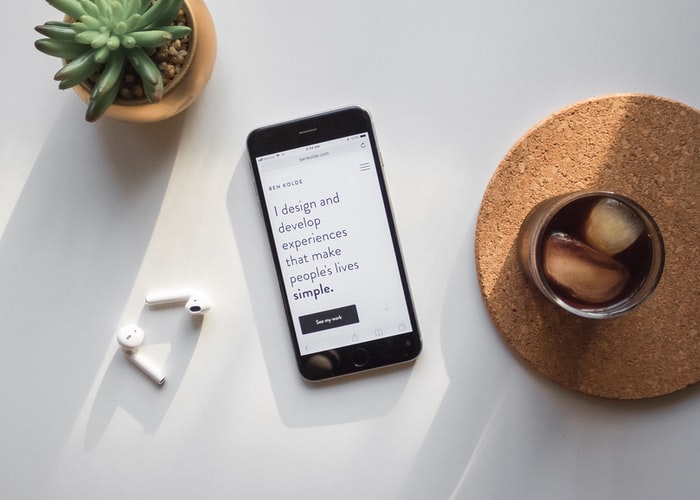 benkolde.com
BEN KOLDE
I design and
develop
experiences
that make
people's lives
simple.
See my work